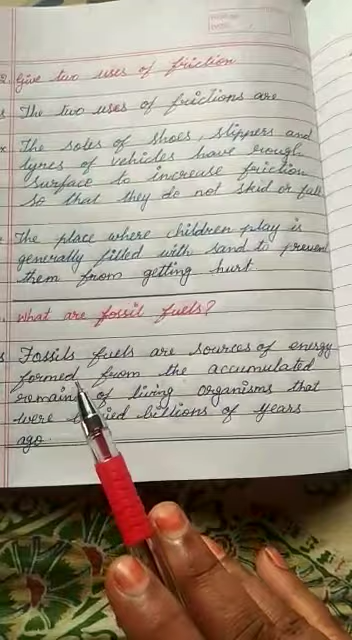 2. Give two uses of friction
The two uses of frictions are
The soles of shoes, slippers and
tyres of vehicles have rough
surface to increase friction
so that they do not skid or fall
The place where children play is
generally filled with sand to prevent
them from getting hurt.
What are fossil fuels?
Fossils fuels are sources of energy
formed from the accumulated
remains of living organisms that
were billions of years
ago.